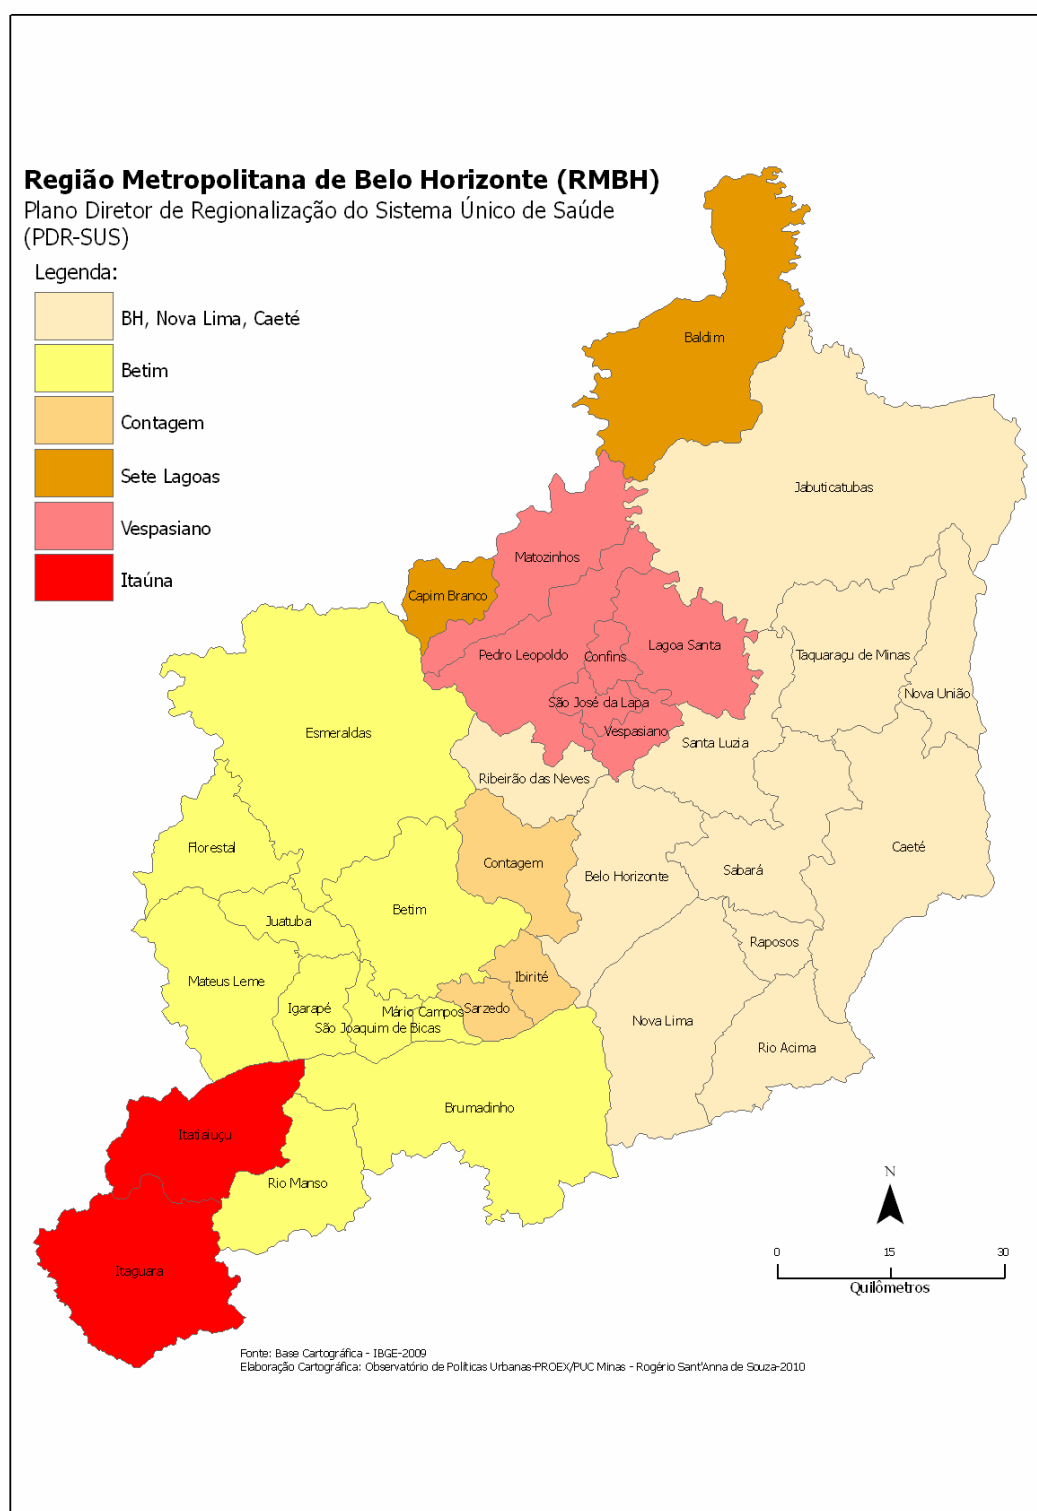 Região Metropolitana de Belo Horizonte (RMBH)
Plano Diretor de Regionalização do Sistema Único de Saúde
(PDR-SUS)
Legenda:
BH, Nova Lima, Caeté
Betim
Contagem
Sete Lagoas
Vespasiano
Itaúna
Baldim
Jabuticatubas
Matozinhos
Capim Branco
Pedro Leopoldo
Confins
Lagoa Santa
Taquaraçu de Minas
Nova União
São José da Lapa
Vespasiano
Santa Luzia
Esmeraldas
Ribeirão das Neves
Florestal
Contagem
Belo Horizonte
Sabará
Caeté
Betim
Juatuba
Raposos
Mateus Leme
Ibirité
Igarapé
Mário Campos
Sarzedo
São Joaquim de Bicas
Nova Lima
Rio Acima
Brumadinho
Itatiaiuçu
Rio Manso
Itaguara
N
0 15 30
Quilômetros
Fonte: Base Cartográfica - IBGE-2009
Elaboração Cartográfica: Observatório de Políticas Urbanas-PROEX/PUC Minas - Rogério Sant'Anna de Souza-2010